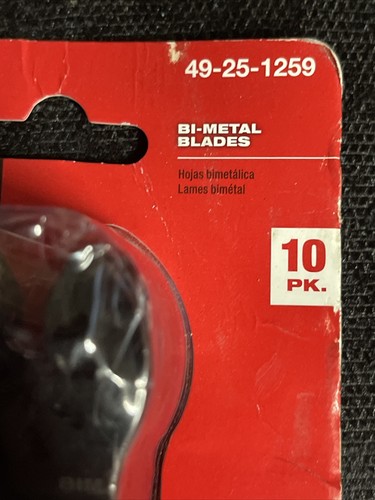 49-25-1259
BI-METAL
BLADES
Hojas bimetálica
Lames bimétal
10
PK.